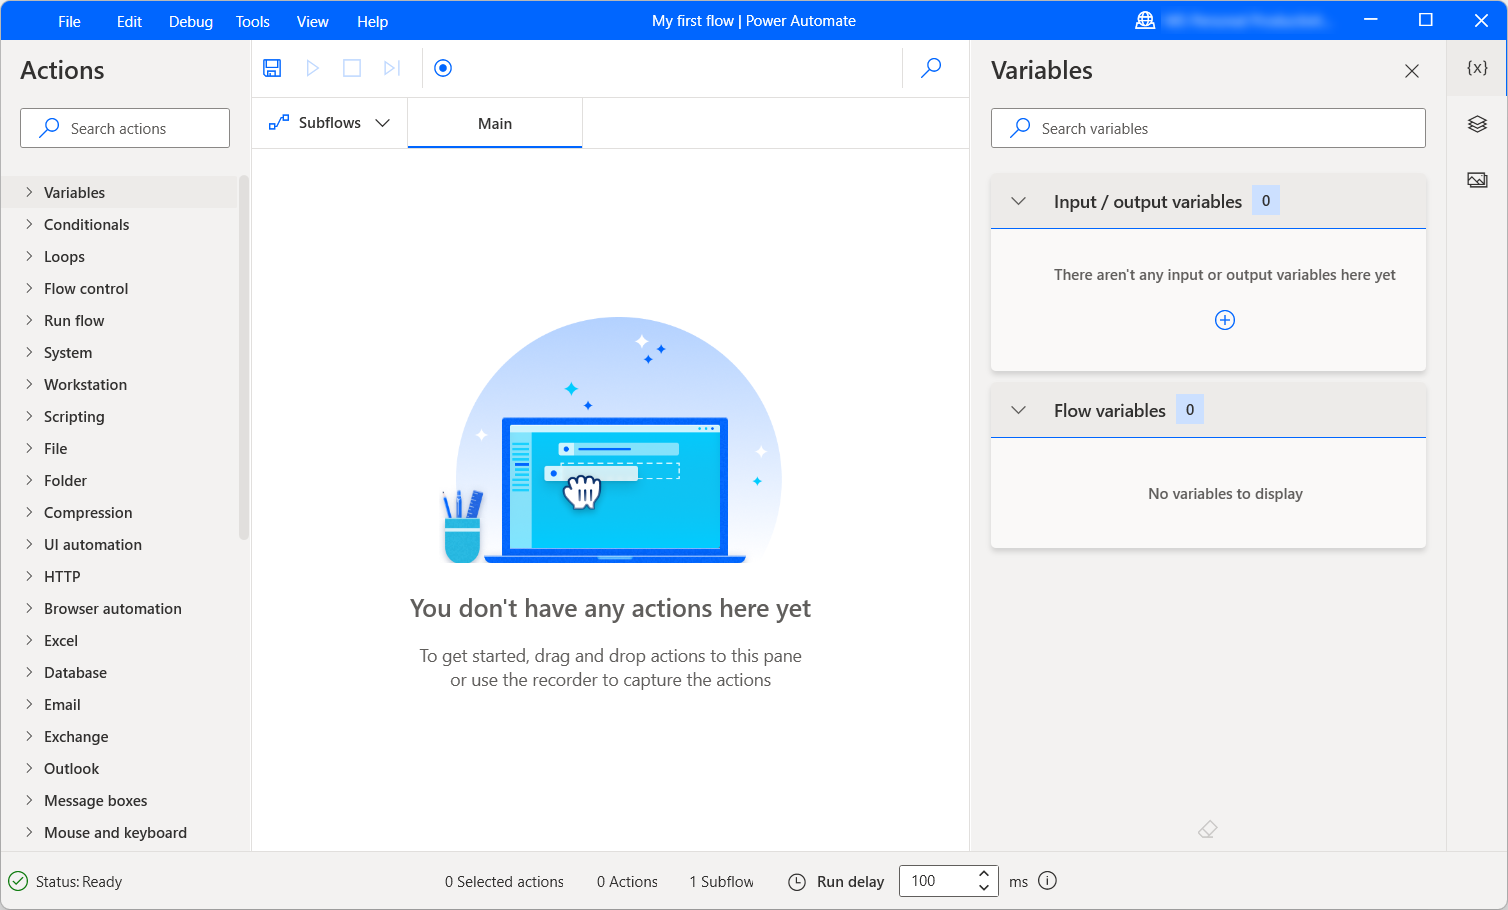 File Edit Debug Tools View Help My first flow | Power Automate
Actions
Search actions
Variables
Conditionals
Loops
Flow control
Run flow
System
Workstation
Scripting
File
Folder
Compression
UI automation
HTTP
Browser automation
Excel
Database
Email
Exchange
Outlook
Message boxes
Mouse and keyboard
Subflows Main
You don't have any actions here yet
To get started, drag and drop actions to this pane
or use the recorder to capture the actions
Variables
{x}
Search variables
Input / output variables 0
There aren't any input or output variables here yet
Flow variables 0
No variables to display
Status: Ready 0 Selected actions 0 Actions 1 Subflow Run delay 100 ms